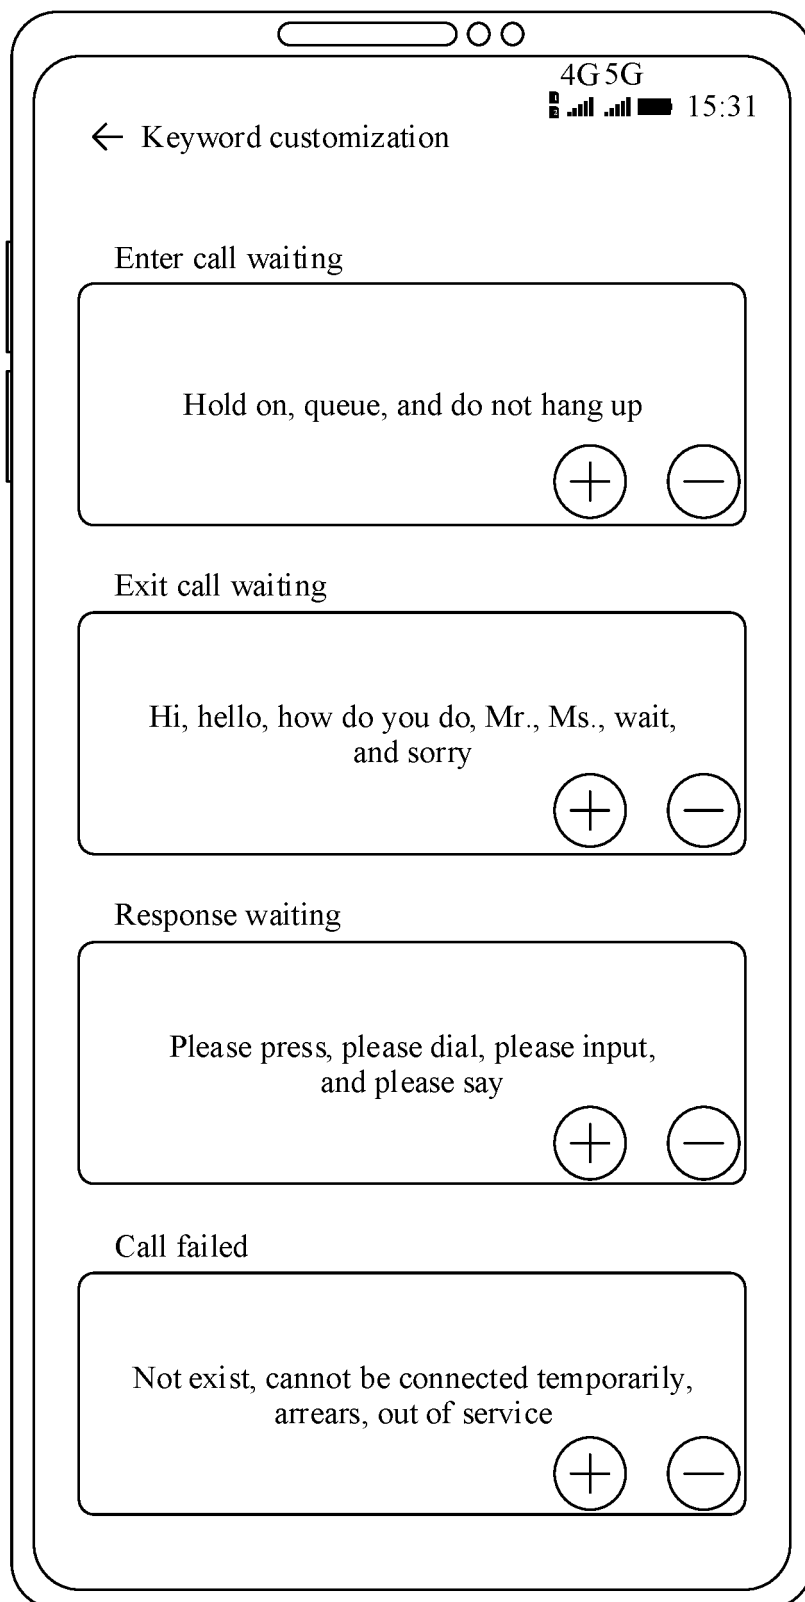 4G 5G
1
2
15:31
← Keyword customization
Enter call waiting
Hold on, queue, and do not hang up
Exit call waiting
Hi, hello, how do you do, Mr., Ms., wait,
and sorry
Response waiting
Please press, please dial, please input,
and please say
Call failed
Not exist, cannot be connected temporarily,
arrears, out of service